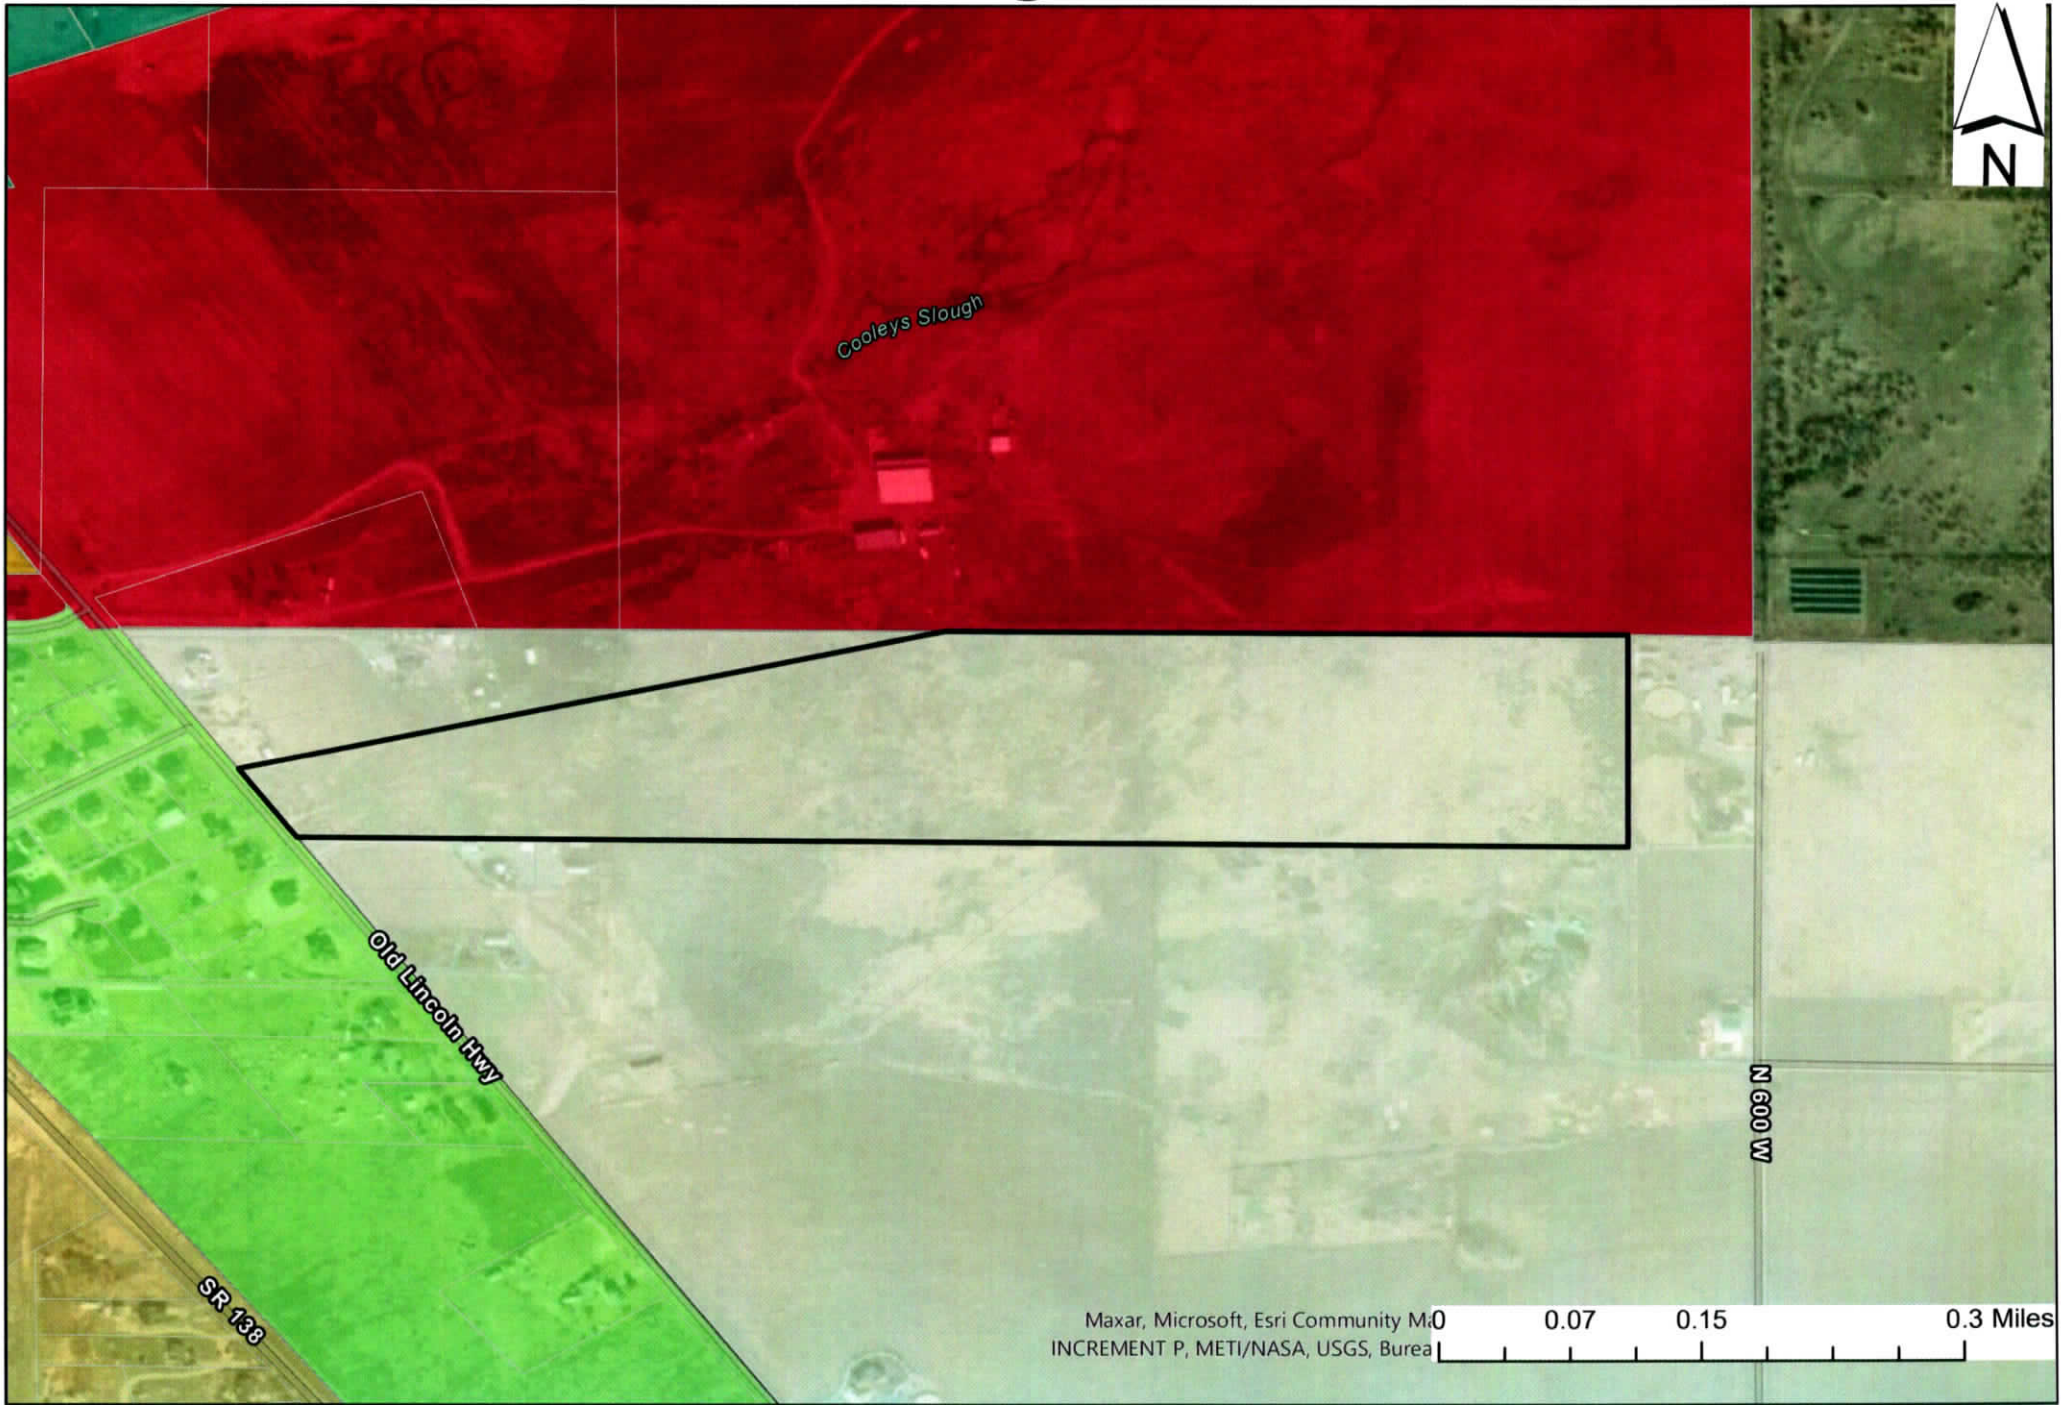 N
Cooleys Slough
Old Lincoln Hwy
N 600 W
SR 138
Maxar, Microsoft, Esri Community Ma
INCREMENT P, METI/NASA, USGS, Burea
0 0.07 0.15 0.3 Miles